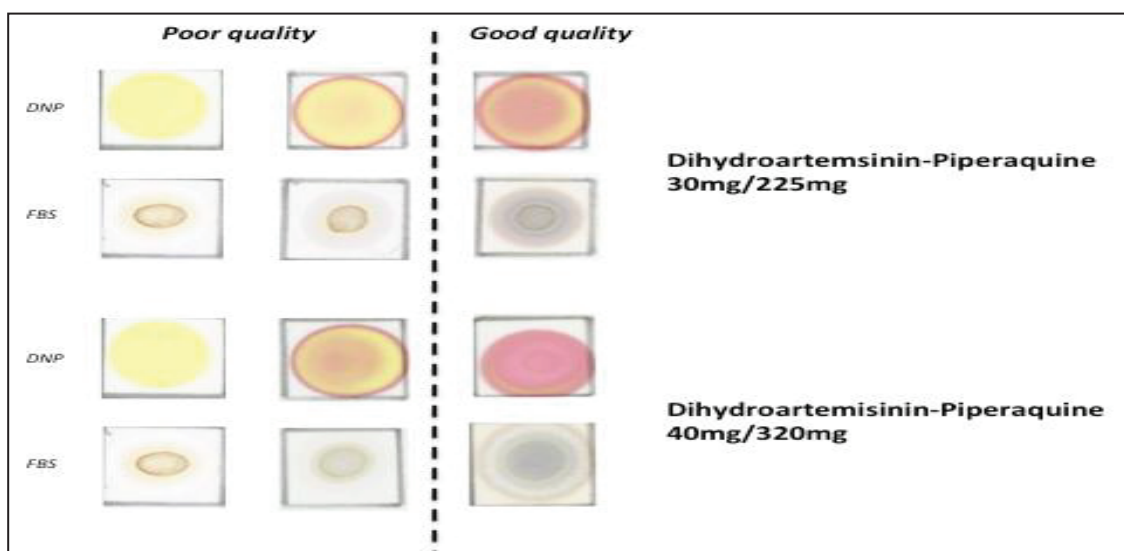 Poor quality
Good quality
DNP
FBS
Dihydroartemsinin-Piperaquine
30mg/225mg
DNP
FBS
Dihydroartemisinin-Piperaquine
40mg/320mg